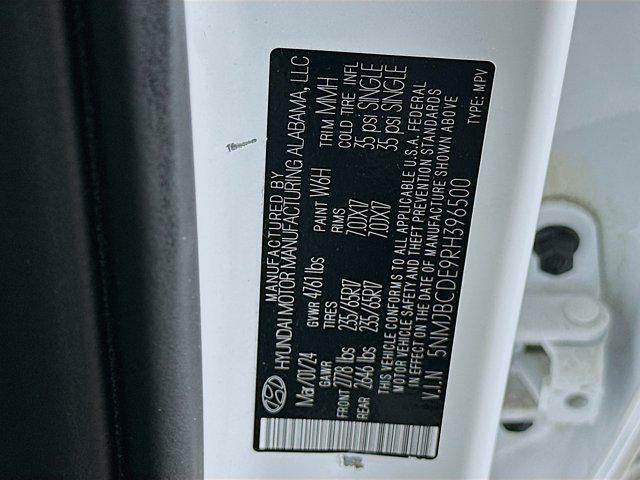 MANUFACTURED BY
HYUNDAI MOTOR MANUFACTURING ALABAMA, LLC
Mar/01/24 GVWR 4761 lbs PAINT W6H TRIM MMH
GAWR TIRES RIMS COLD TIRE INFL
FRONT 2778 lbs 235/65R17 7.0JX17 35 psi SINGLE
REAR 2646 lbs 235/65R17 7.0JX17 35 psi SINGLE
THIS VEHICLE CONFORMS TO ALL APPLICABLE U.S.A. FEDERAL
MOTOR VEHICLE SAFETY AND THEFT PREVENTION STANDARDS
IN EFFECT ON THE DATE OF MANUFACTURE SHOWN ABOVE
V.I.N 5NMJBCDE9RH396500 TYPE: MPV